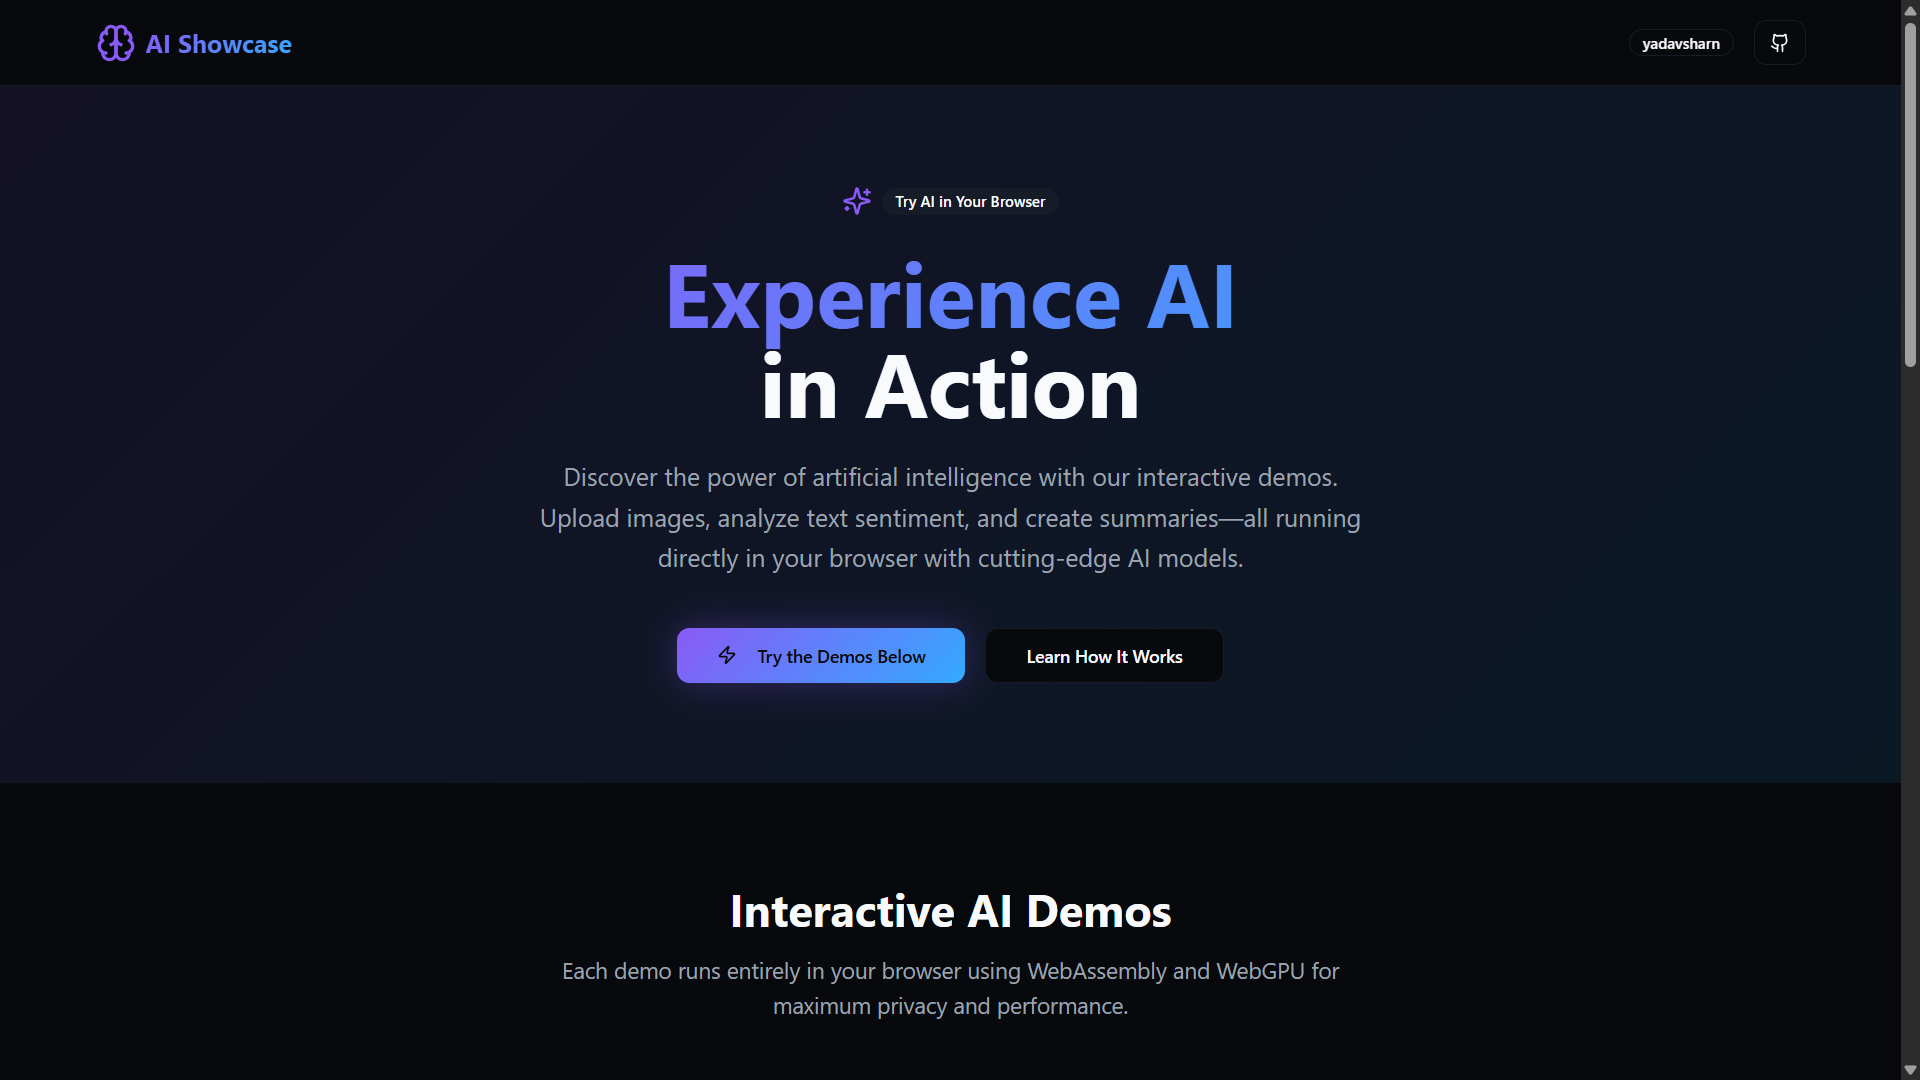 AI Showcase
yadavsharn
Try AI in Your Browser
Experience AI
in Action
Discover the power of artificial intelligence with our interactive demos.
Upload images, analyze text sentiment, and create summaries—all running
directly in your browser with cutting-edge AI models.
Try the Demos Below
Learn How It Works
Interactive AI Demos
Each demo runs entirely in your browser using WebAssembly and WebGPU for
maximum privacy and performance.